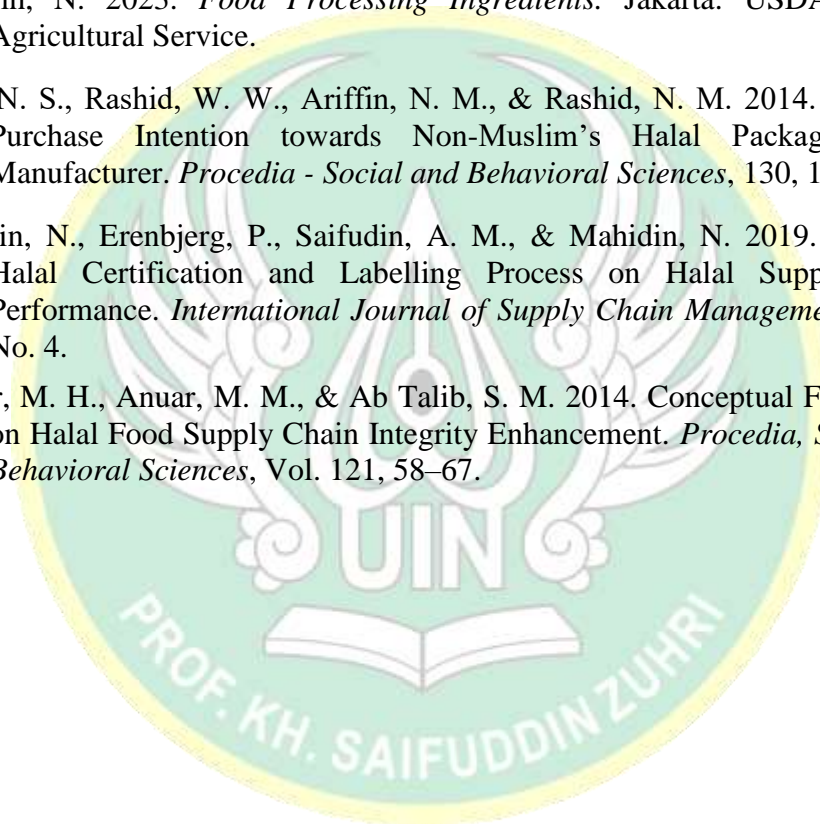 N. 2023. Food Processing Ingredients. Jakarta: USDA
Agricultural Service.
N. S., Rashid, W. W., Ariffin, N. M., & Rashid, N. M. 2014.
Purchase Intention towards Non-Muslim’s Halal Packag
Manufacturer. Procedia - Social and Behavioral Sciences, 130, 1
in, N., Erenbjerg, P., Saifudin, A. M., & Mahidin, N. 2019.
Halal Certification and Labelling Process on Halal Supp
Performance. International Journal of Supply Chain Manageme
No. 4.
, M. H., Anuar, M. M., & Ab Talib, S. M. 2014. Conceptual F
on Halal Food Supply Chain Integrity Enhancement. Procedia, S
Behavioral Sciences, Vol. 121, 58–67.
UIN
PROF. KH. SAIFUDDIN ZUHRI